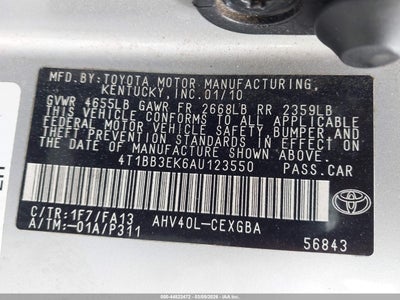 MFD.BY:TOYOTA MOTOR MANUFACTURING,
KENTUCKY, INC.01/10
GVWR 4655LB GAWR FR 2668LB RR 2359LB
THIS VEHICLE CONFORMS TO ALL APPLICABLE
FEDERAL MOTOR VEHICLE SAFETY, BUMPER, AND
THEFT PREVENTION STANDARDS IN EFFECT ON
THE DATE OF MANUFACTURE SHOWN ABOVE.
4T1BB3EK6AU123550 PASS.CAR
C/TR:1F7/FA13 AHV40L-CEXGBA
A/TM:-01A/P311
TOYOTA
56843